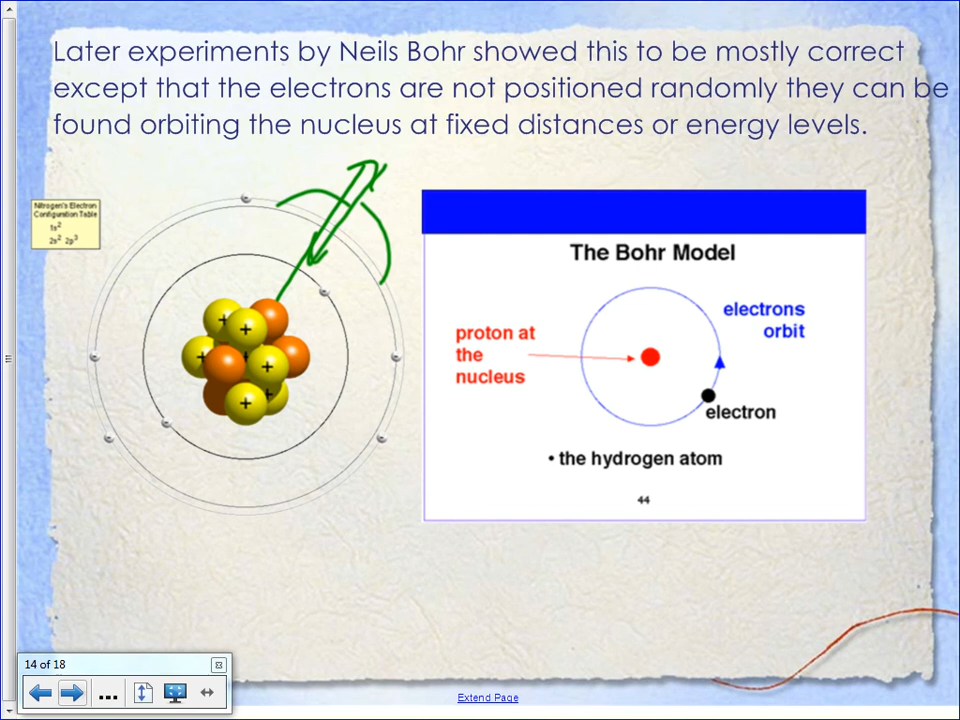 Later experiments by Neils Bohr showed this to be mostly correct
except that the electrons are not positioned randomly they can be
found orbiting the nucleus at fixed distances or energy levels.
Nitrogen's Electron
Configuration Table
1s²
2s² 2p³
+
+
+
+
+
+
The Bohr Model
electrons
orbit
proton at
the
nucleus
electron
• the hydrogen atom
44
14 of 18
Extend Page